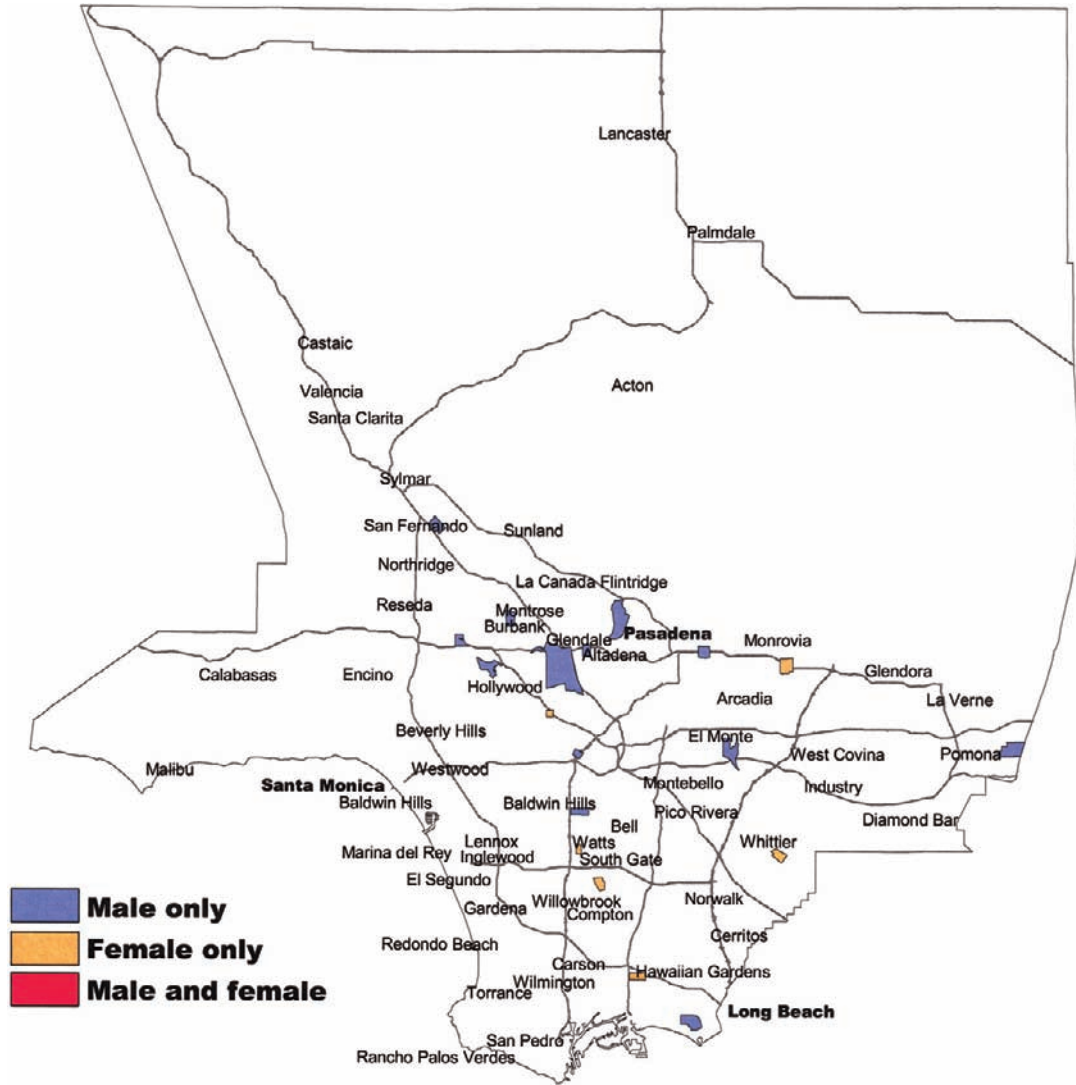 Lancaster
Palmdale
Castaic
Acton
Valencia
Santa Clarita
Sylmar
San Fernando
Sunland
Northridge
La Canada Flintridge
Reseda
Montrose
Burbank
Pasadena
Glendale
Monrovia
Altadena
Calabasas
Encino
Glendora
Hollywood
Arcadia
La Verne
Beverly Hills
El Monte
West Covina
Pomona
Malibu
Westwood
Santa Monica
Montebello
Industry
Baldwin Hills
Baldwin Hills
Pico Rivera
Diamond Bar
Bell
Lennox
Watts
Whittier
Marina del Rey
Inglewood
South Gate
El Segundo
Willowbrook
Norwalk
Gardena
Compton
Male only
Cerritos
Redondo Beach
Female only
Carson
Hawaiian Gardens
Wilmington
Torrance
Male and female
Long Beach
San Pedro
Rancho Palos Verdes